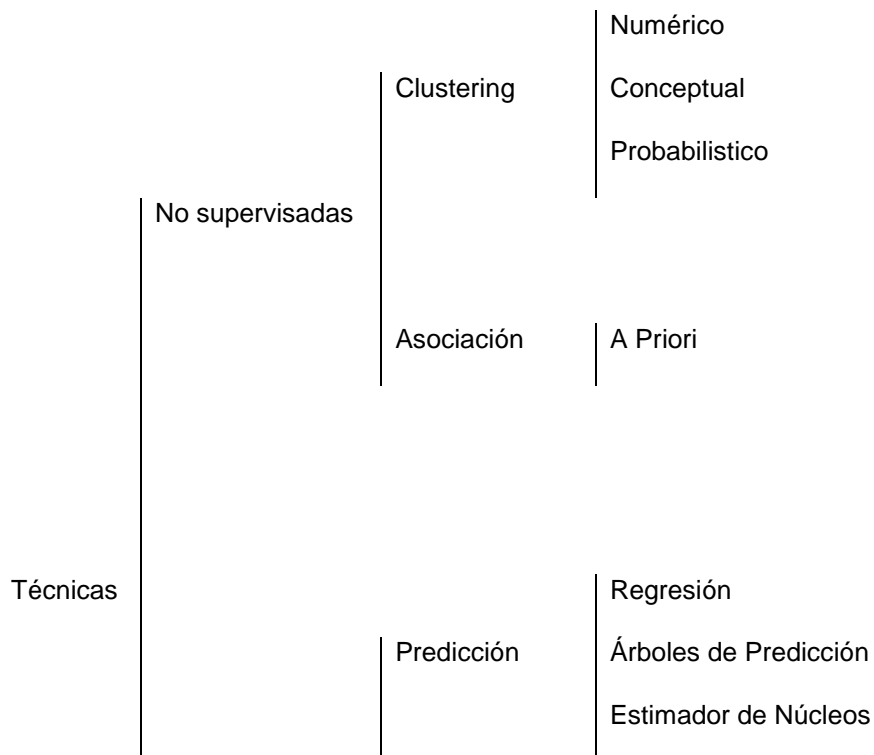 Numérico
Clustering Conceptual
Probabilistico
No supervisadas
Asociación A Priori
Técnicas Regresión
Predicción Árboles de Predicción
Estimador de Núcleos